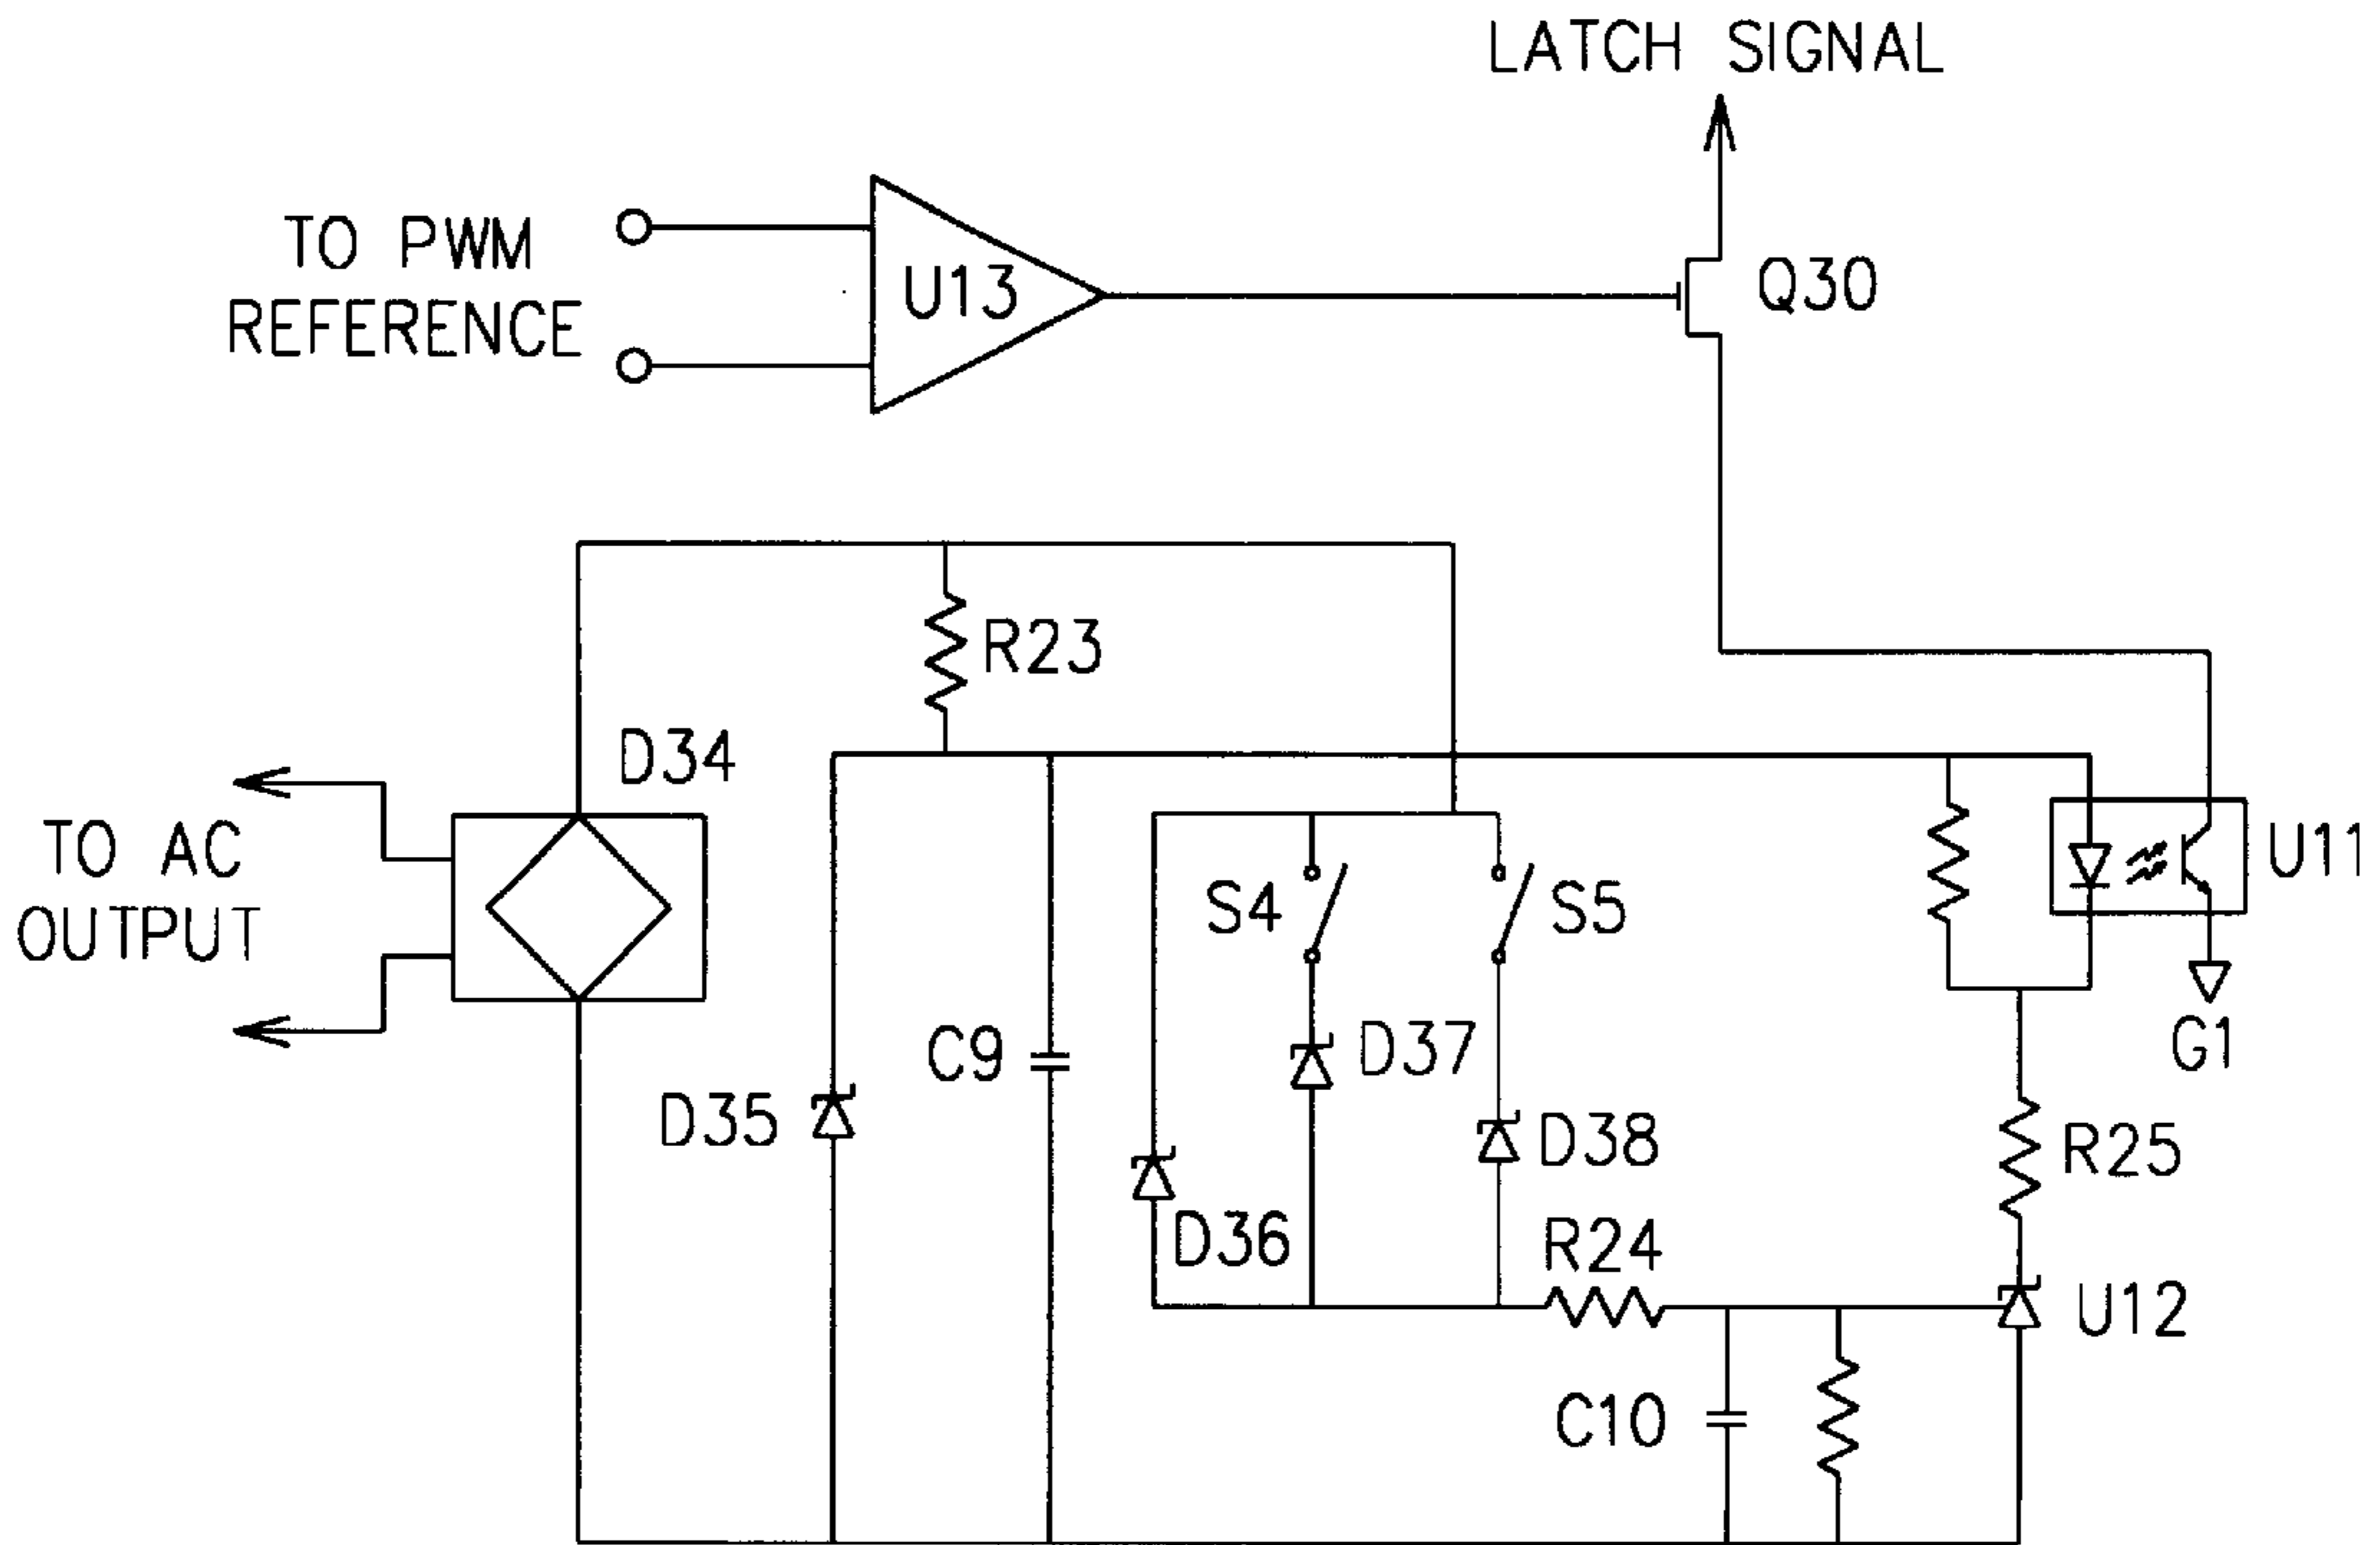 LATCH SIGNAL
TO PWM
REFERENCE
U13
Q30
R23
D34
TO AC
OUTPUT
S4
S5
U11
C9
D37
G1
D35
D38
R25
D36
R24
U12
C10